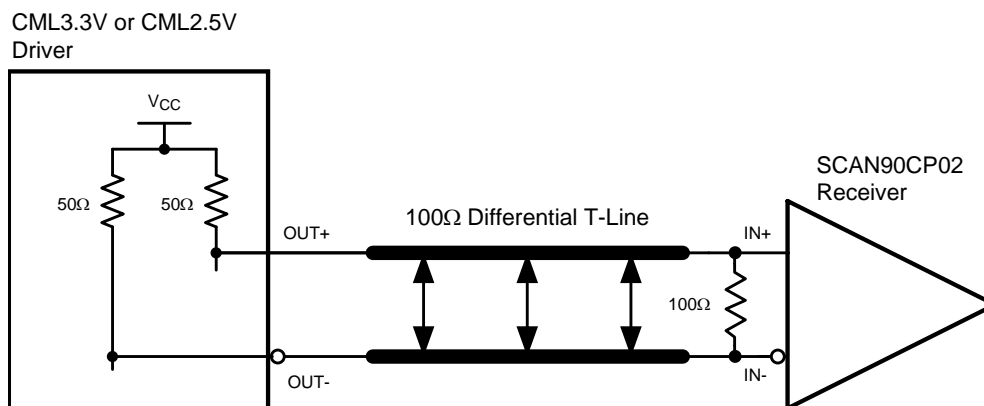 CML3.3V or CML2.5V
Driver
VCC
50Ω
50Ω
OUT+
100Ω Differential T-Line
IN+
SCAN90CP02
Receiver
100Ω
OUT-
IN-